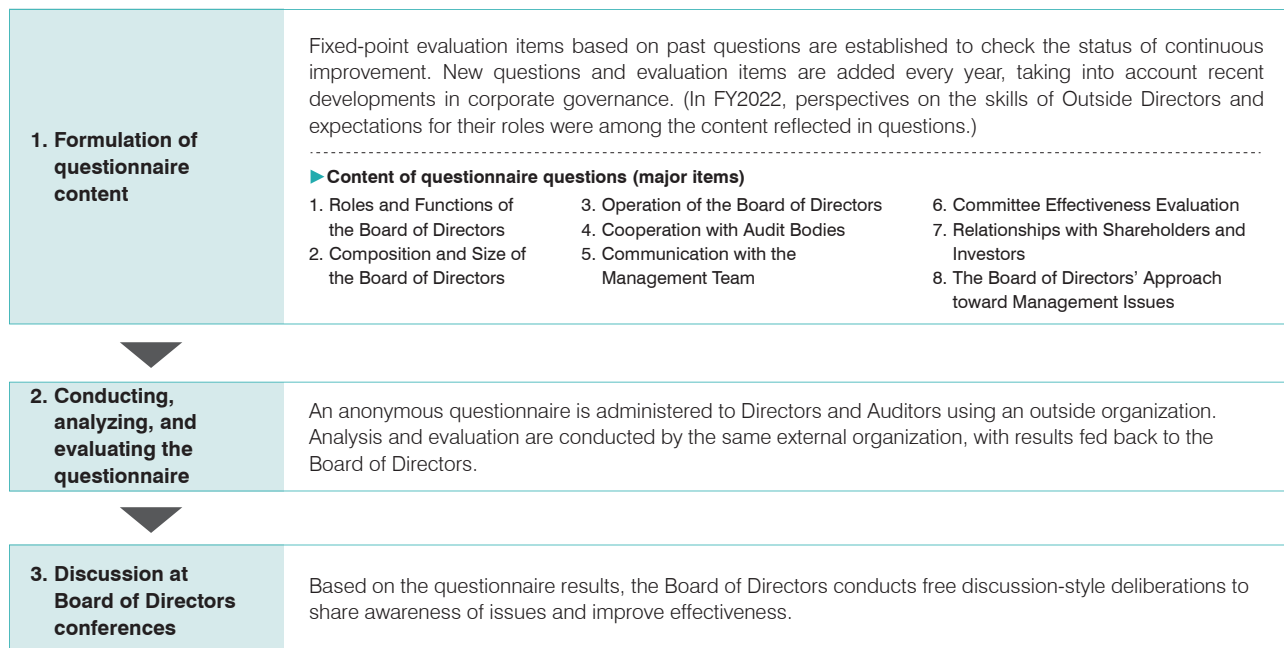 1. Formulation of
questionnaire
content
Fixed-point evaluation items based on past questions are established to check the status of continuous
improvement. New questions and evaluation items are added every year, taking into account recent
developments in corporate governance. (In FY2022, perspectives on the skills of Outside Directors and
expectations for their roles were among the content reflected in questions.)
▶Content of questionnaire questions (major items)
1. Roles and Functions of
the Board of Directors
2. Composition and Size of
the Board of Directors
3. Operation of the Board of Directors
4. Cooperation with Audit Bodies
5. Communication with the
Management Team
6. Committee Effectiveness Evaluation
7. Relationships with Shareholders and
Investors
8. The Board of Directors’ Approach
toward Management Issues
2. Conducting,
analyzing, and
evaluating the
questionnaire
An anonymous questionnaire is administered to Directors and Auditors using an outside organization.
Analysis and evaluation are conducted by the same external organization, with results fed back to the
Board of Directors.
3. Discussion at
Board of Directors
conferences
Based on the questionnaire results, the Board of Directors conducts free discussion-style deliberations to
share awareness of issues and improve effectiveness.